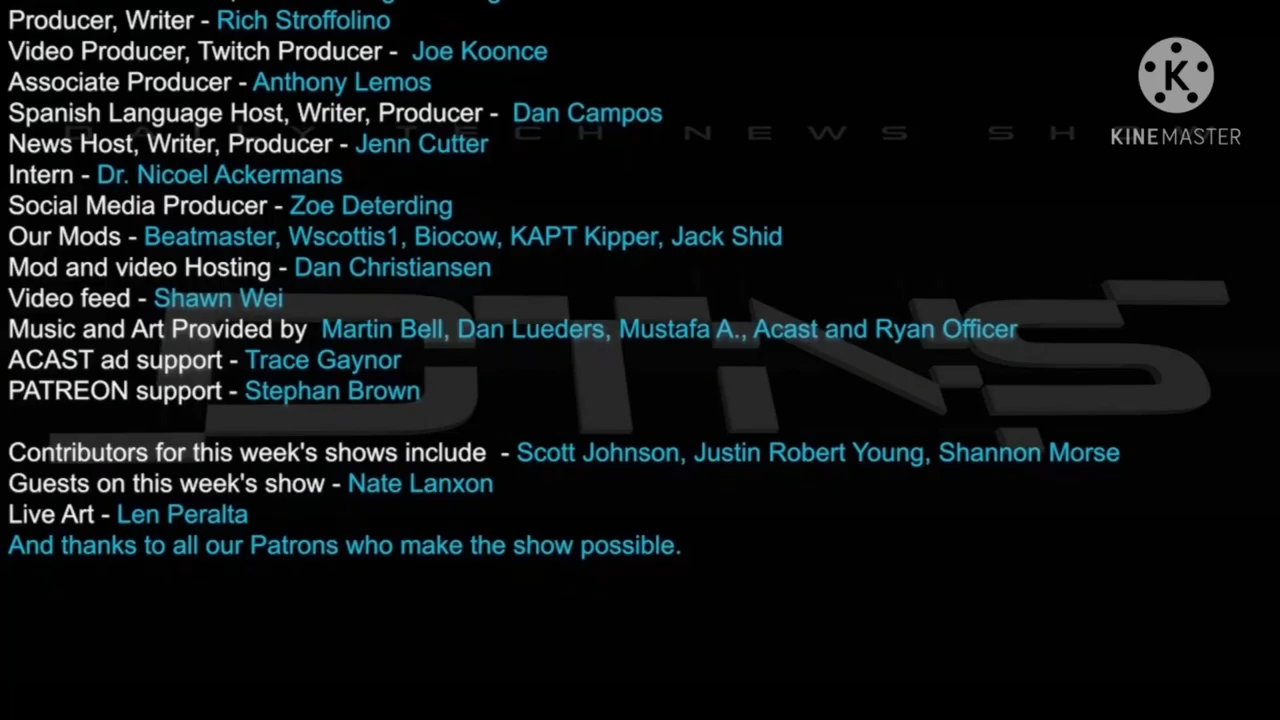 Producer, Writer - Rich Stroffolino
Video Producer, Twitch Producer - Joe Koonce
Associate Producer - Anthony Lemos
Spanish Language Host, Writer, Producer - Dan Campos
DAILY TECH NEWS SHOW
News Host, Writer, Producer - Jenn Cutter
Intern - Dr. Nicoel Ackermans
Social Media Producer - Zoe Deterding
Our Mods - Beatmaster, Wscottis1, Biocow, KAPT Kipper, Jack Shid
Mod and video Hosting - Dan Christiansen
Video feed - Shawn Wei
Music and Art Provided by Martin Bell, Dan Lueders, Mustafa A., Acast and Ryan Officer
ACAST ad support - Trace Gaynor
PATREON support - Stephan Brown
DTNS
Contributors for this week's shows include - Scott Johnson, Justin Robert Young, Shannon Morse
Guests on this week's show - Nate Lanxon
Live Art - Len Peralta
And thanks to all our Patrons who make the show possible.
K
KINEMASTER